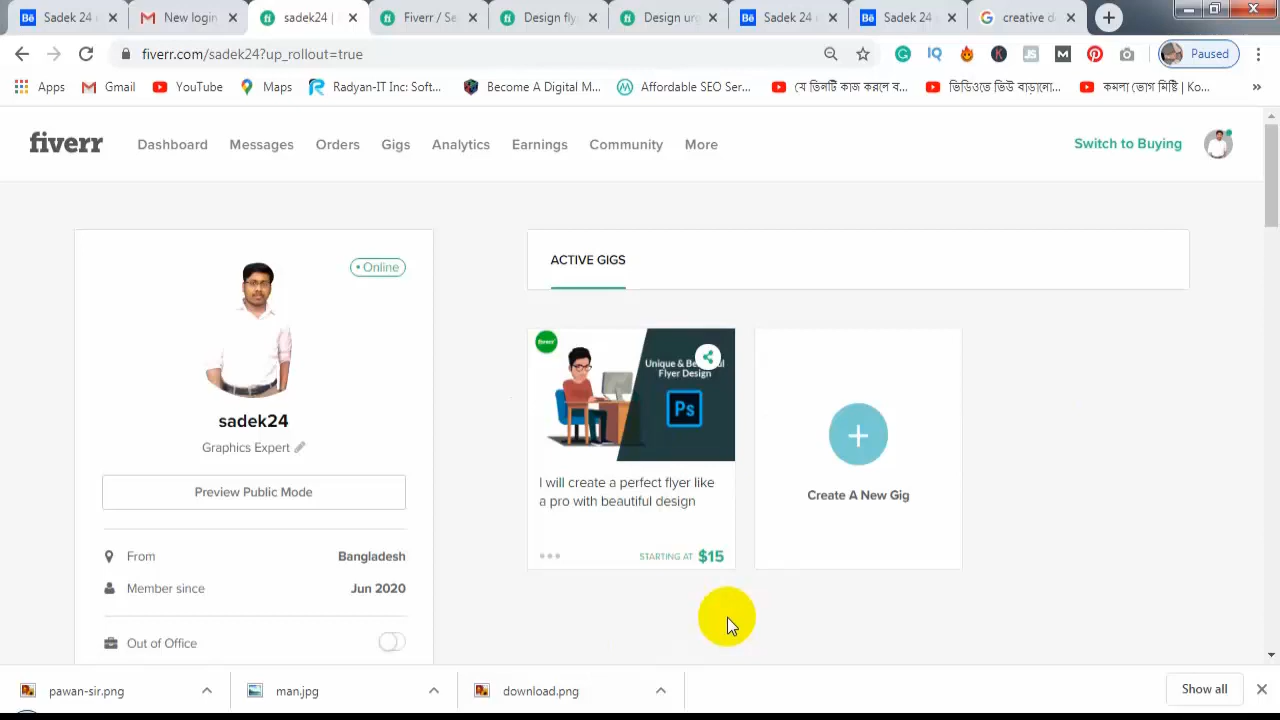 Sadek 24 o
New login
sadek24 |
Fiverr / Se
Design fly
Design uni
Sadek 24 o
Sadek 24
creative d
fiverr.com/sadek24?up_rollout=true
Paused
Apps
Gmail
YouTube
Maps
Radyan-IT Inc: Soft...
Become A Digital M...
Affordable SEO Ser...
যে তিনটি কাজ করলে ব...
ভিডিওতে ভিউ বাড়ানো...
কমলা ভোগ মিষ্টি | Ko...
»
fiverr
Dashboard
Messages
Orders
Gigs
Analytics
Earnings
Community
More
Switch to Buying
• Online
sadek24
Graphics Expert
Preview Public Mode
From Bangladesh
Member since Jun 2020
Out of Office
ACTIVE GIGS
fiverr
Flyer Design
Ps
I will create a perfect flyer like
a pro with beautiful design
STARTING AT $15
Create A New Gig
pawan-sir.png
man.jpg
download.png
Show all